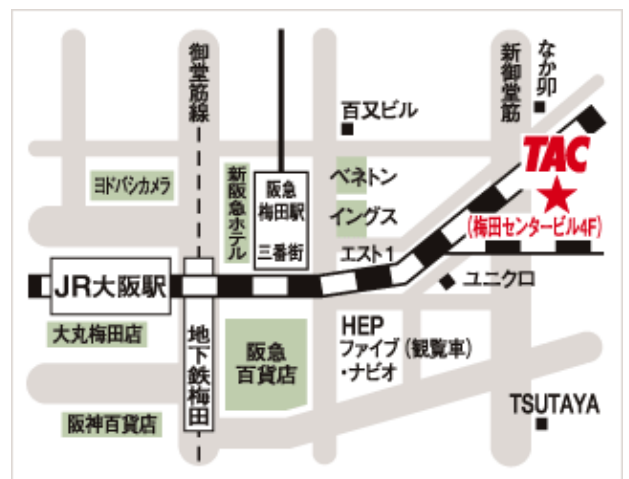 御堂筋線
新御堂筋
なか卯
百又ビル
TAC
ヨドバシカメラ
新阪急ホテル
阪急
梅田駅
三番街
ベネトン
イングス
(梅田センタービル4F)
エスト1
JR大阪駅
ユニクロ
大丸梅田店
地下鉄梅田
阪急
百貨店
HEP
ファイブ(観覧車)
・ナビオ
阪神百貨店
TSUTAYA